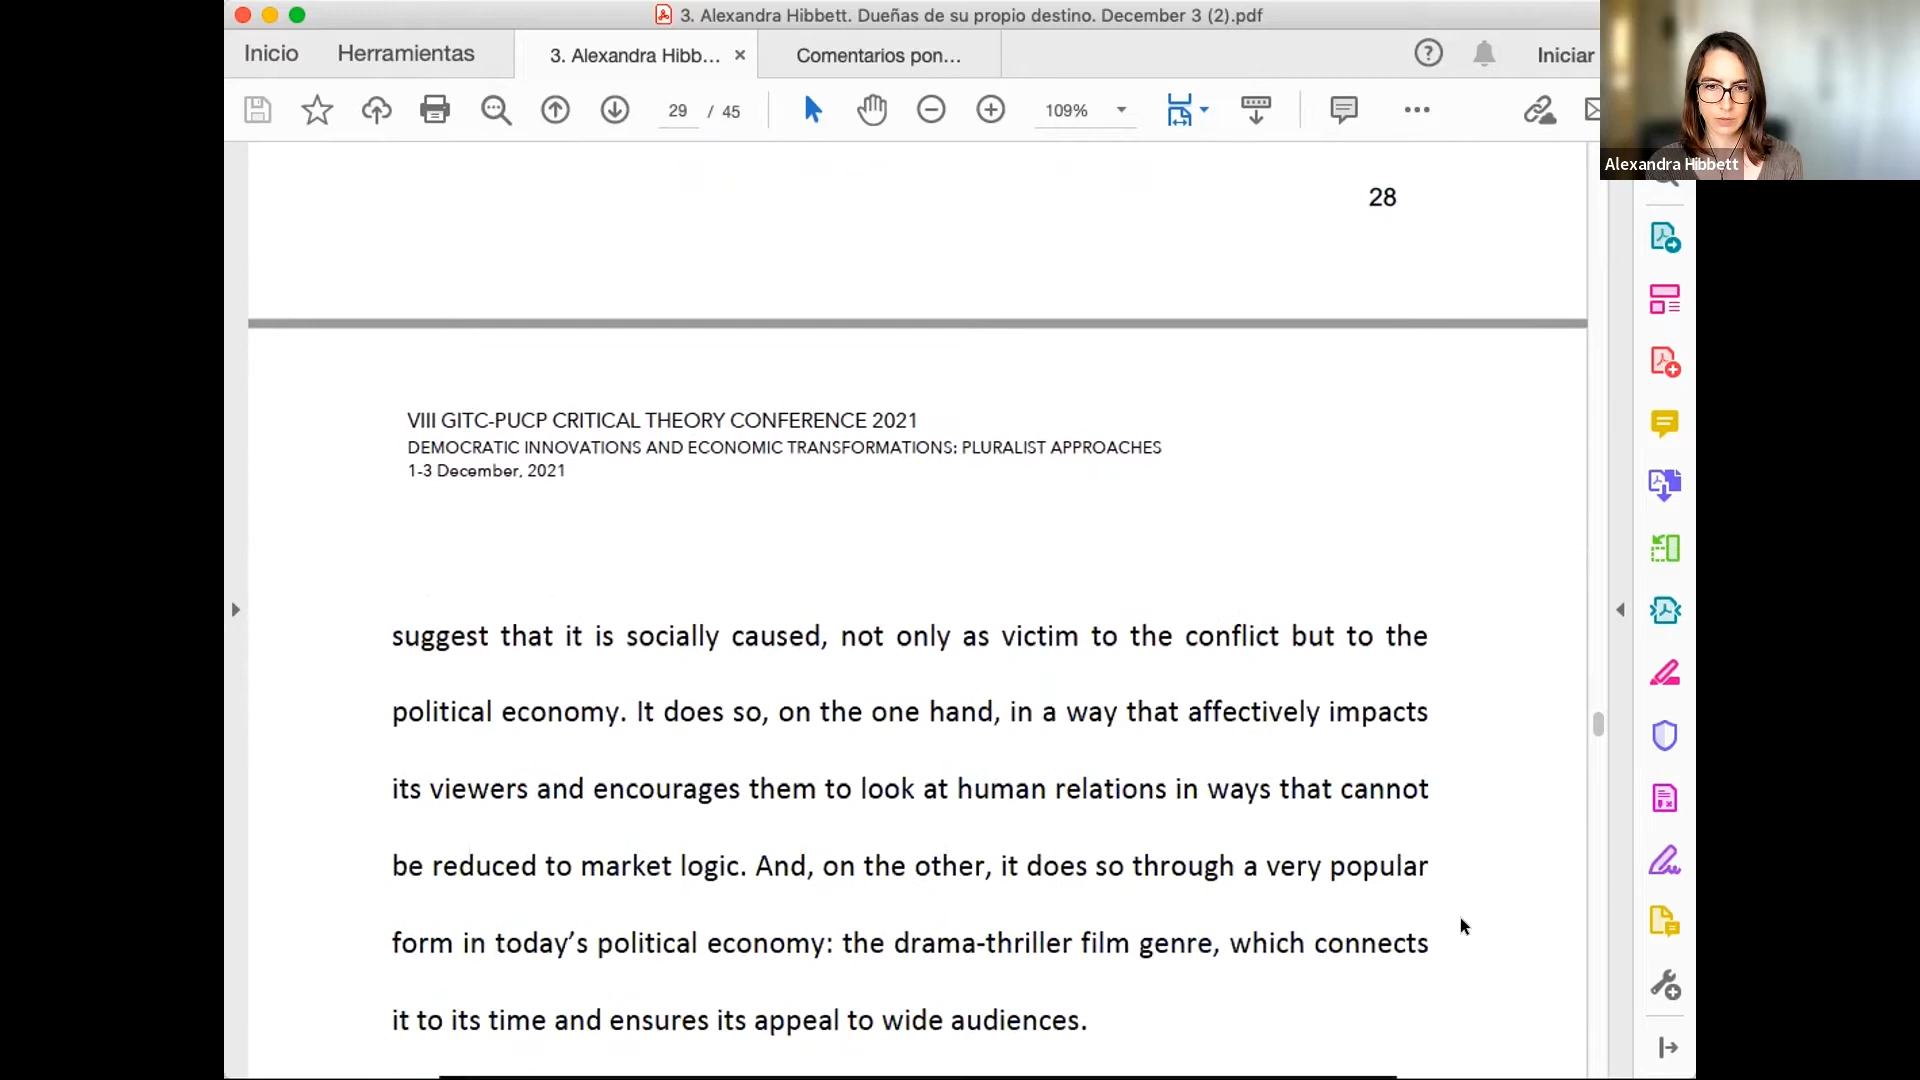 3. Alexandra Hibbett. Dueñas de su propio destino. December 3 (2).pdf
Inicio
Herramientas
3. Alexandra Hibb...
Comentarios pon...
Iniciar
29 / 45
109%
Alexandra Hibbett
28
VIII GITC-PUCP CRITICAL THEORY CONFERENCE 2021
DEMOCRATIC INNOVATIONS AND ECONOMIC TRANSFORMATIONS: PLURALIST APPROACHES
1-3 December, 2021
suggest that it is socially caused, not only as victim to the conflict but to the
political economy. It does so, on the one hand, in a way that affectively impacts
its viewers and encourages them to look at human relations in ways that cannot
be reduced to market logic. And, on the other, it does so through a very popular
form in today’s political economy: the drama-thriller film genre, which connects
it to its time and ensures its appeal to wide audiences.